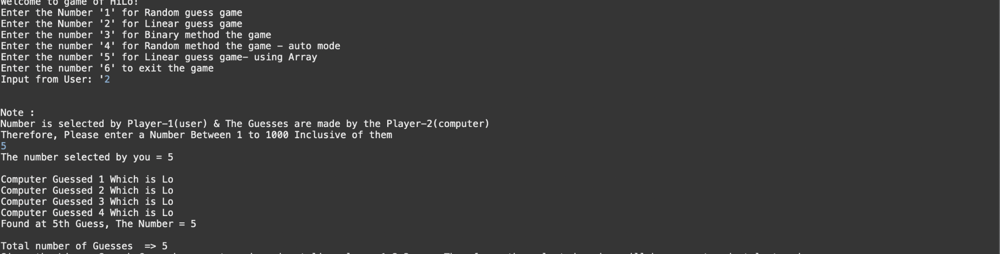 Welcome to game of HiLo!
Enter the Number '1' for Random guess game
Enter the Number '2' for Linear guess game
Enter the number '3' for Binary method the game
Enter the number '4' for Random method the game – auto mode
Enter the number '5' for Linear guess game– using Array
Enter the number '6' to exit the game
Input from User: '2
Note :
Number is selected by Player–1(user) & The Guesses are made by the Player–2(computer)
Therefore, Please enter a Number Between 1 to 1000 Inclusive of them
5
The number selected by you = 5
Computer Guessed 1 Which is Lo
Computer Guessed 2 Which is Lo
Computer Guessed 3 Which is Lo
Computer Guessed 4 Which is Lo
Found at 5th Guess, The Number = 5
Total number of Guesses  => 5